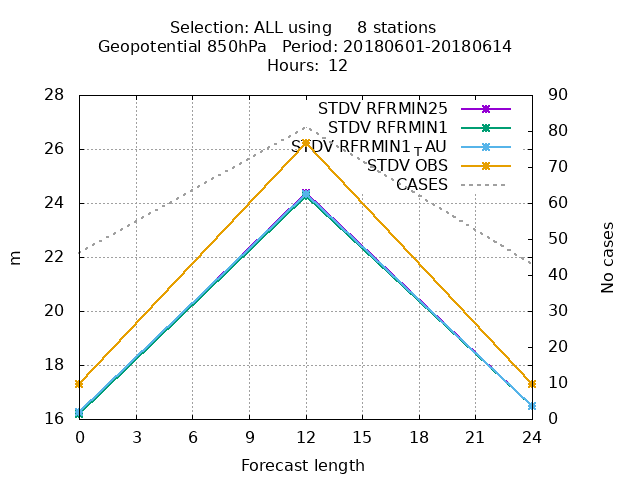 Selection: ALL using     8 stations
Geopotential 850hPa   Period: 20180601-20180614
Hours:  12
28
26
24
22
20
18
16
m
90
80
70
60
50
40
30
20
10
0
No cases
STDV RFRMIN25
STDV RFRMIN1
STDV RFRMIN1_TAU
STDV OBS
CASES
0 3 6 9 12 15 18 21 24
Forecast length